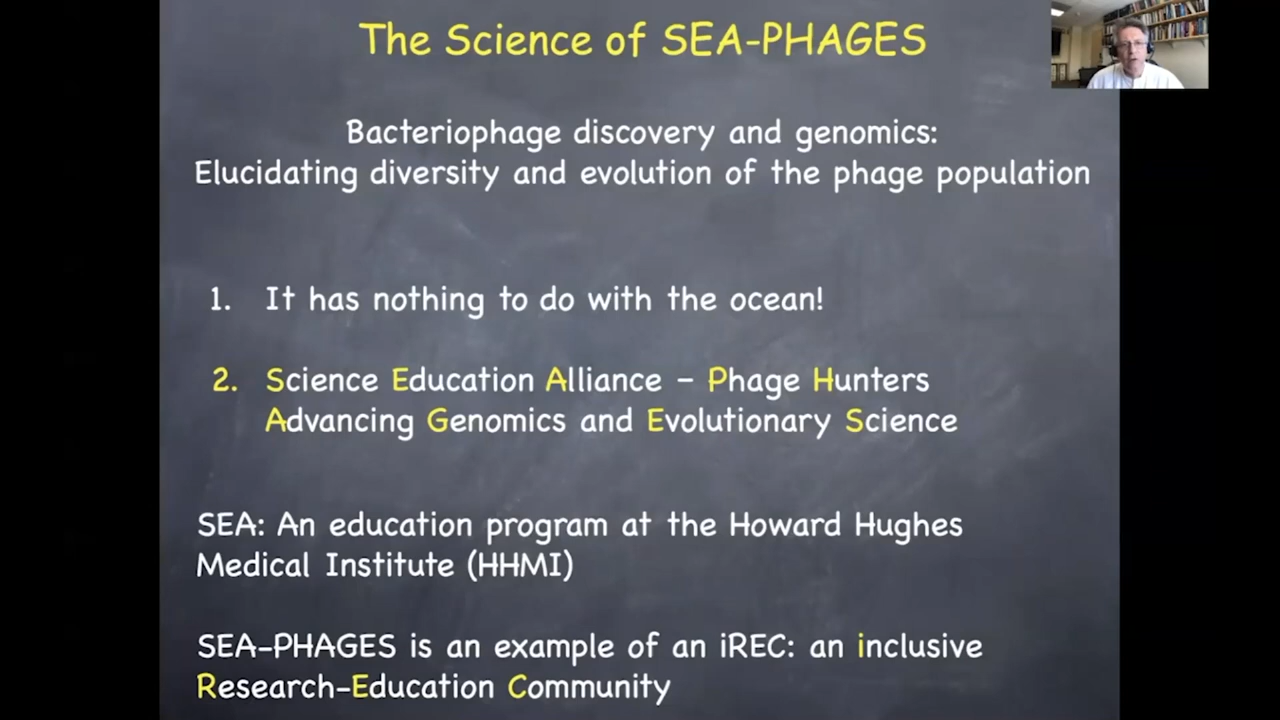 The Science of SEA-PHAGES
Bacteriophage discovery and genomics:
Elucidating diversity and evolution of the phage population
1. It has nothing to do with the ocean!
2. Science Education Alliance – Phage Hunters
Advancing Genomics and Evolutionary Science
SEA: An education program at the Howard Hughes
Medical Institute (HHMI)
SEA-PHAGES is an example of an iREC: an inclusive
Research-Education Community